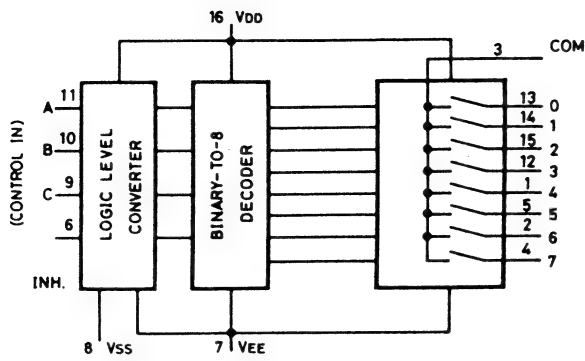 16 VDD
3 COM
(CONTROL IN)
11
A
10
B
9
C
6
INH.
LOGIC LEVEL
CONVERTER
BINARY-TO-8
DECODER
13 0
14 1
15 2
12 3
1 4
5 5
2 6
4 7
8 VSS
7 VEE